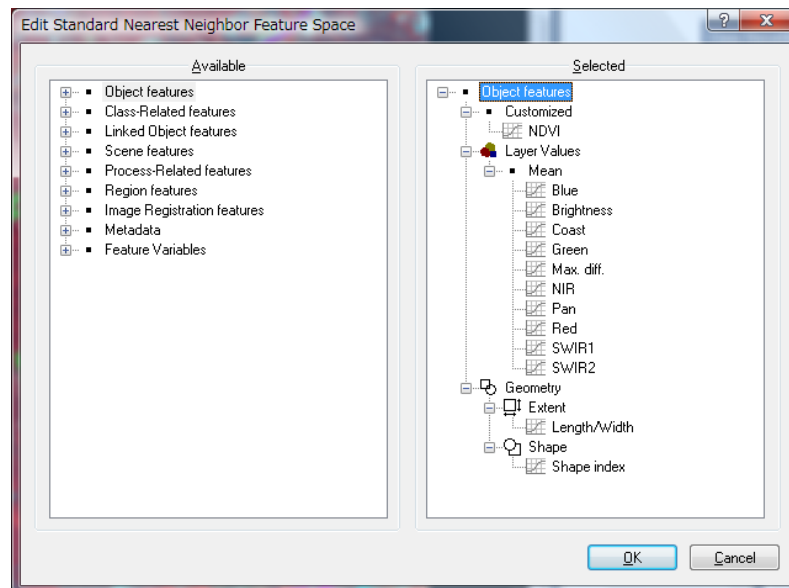 Edit Standard Nearest Neighbor Feature Space
Available
Object features
Class-Related features
Linked Object features
Scene features
Process-Related features
Region features
Image Registration features
Metadata
Feature Variables
Selected
Object features
Customized
NDVI
Layer Values
Mean
Blue
Brightness
Coast
Green
Max. diff.
NIR
Pan
Red
SWIR1
SWIR2
Geometry
Extent
Length/Width
Shape
Shape index
OK
Cancel